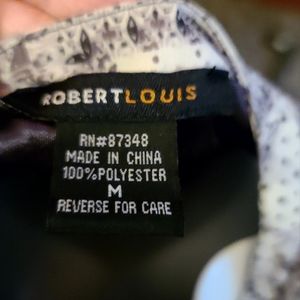 ROBERTLOUIS
RN#87348
MADE IN CHINA
100%POLYESTER
M
REVERSE FOR CARE